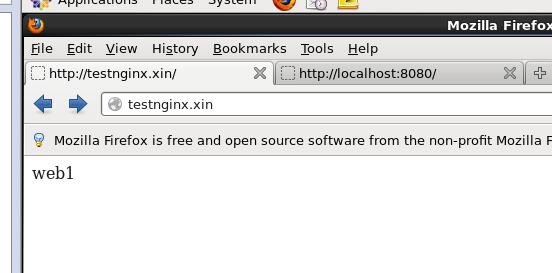 Applications Places System
Mozilla Firefox
File Edit View History Bookmarks Tools Help
http://testnginx.xin/ http://localhost:8080/
testnginx.xin
Mozilla Firefox is free and open source software from the non-profit Mozilla F
web1